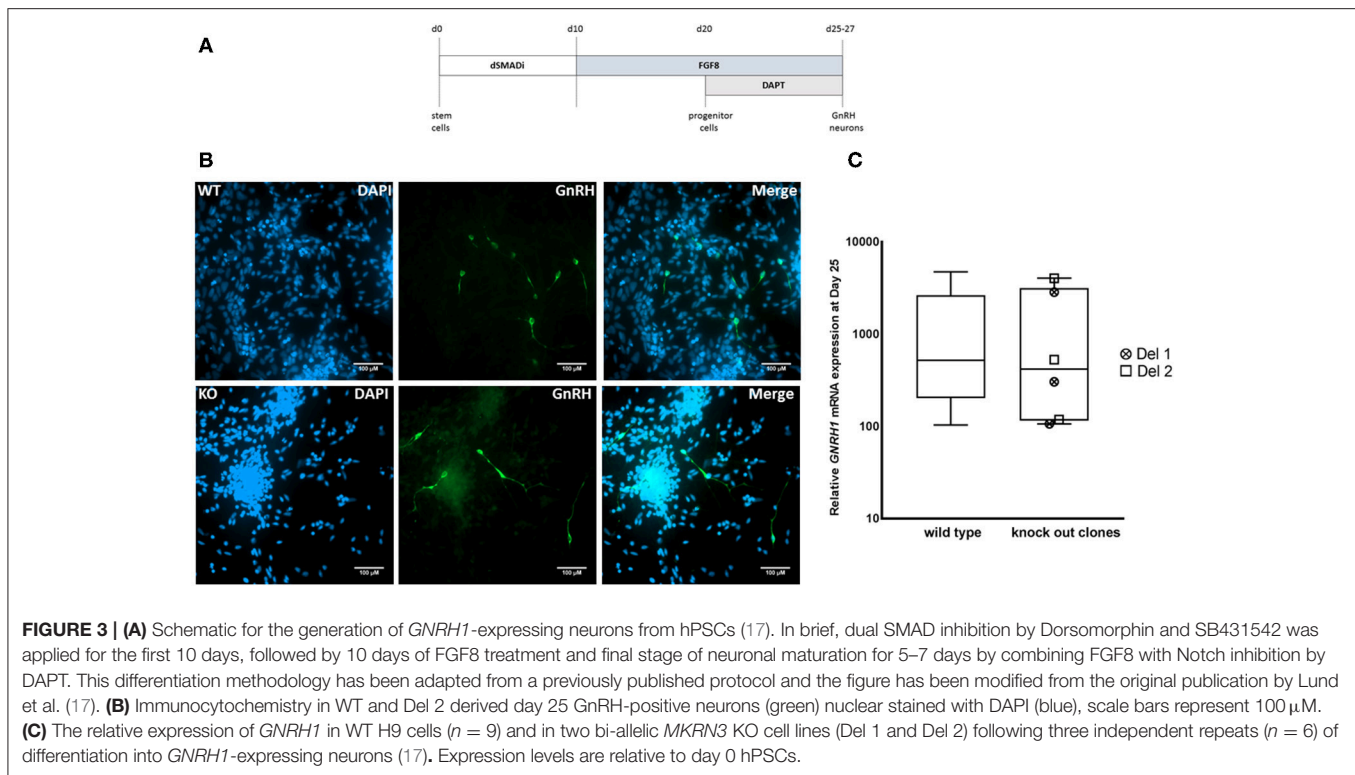 A
d0 d10 d20 d25-27
dSMADi FGF8
DAPT
stem cells progenitor cells GnRH neurons
B
WT DAPI GnRH Merge
100 µM 100 µM 100 µM
KO DAPI GnRH Merge
100 µM 100 µM 100 µM
C
Relative GNRH1 mRNA expression at Day 25
10000
1000
100
10
wild type knock out clones
Del 1
Del 2
FIGURE 3 | (A) Schematic for the generation of GNRH1-expressing neurons from hPSCs (17). In brief, dual SMAD inhibition by Dorsomorphin and SB431542 was
applied for the first 10 days, followed by 10 days of FGF8 treatment and final stage of neuronal maturation for 5–7 days by combining FGF8 with Notch inhibition by
DAPT. This differentiation methodology has been adapted from a previously published protocol and the figure has been modified from the original publication by Lund
et al. (17). (B) Immunocytochemistry in WT and Del 2 derived day 25 GnRH-positive neurons (green) nuclear stained with DAPI (blue), scale bars represent 100 µM.
(C) The relative expression of GNRH1 in WT H9 cells (n = 9) and in two bi-allelic MKRN3 KO cell lines (Del 1 and Del 2) following three independent repeats (n = 6) of
differentiation into GNRH1-expressing neurons (17). Expression levels are relative to day 0 hPSCs.